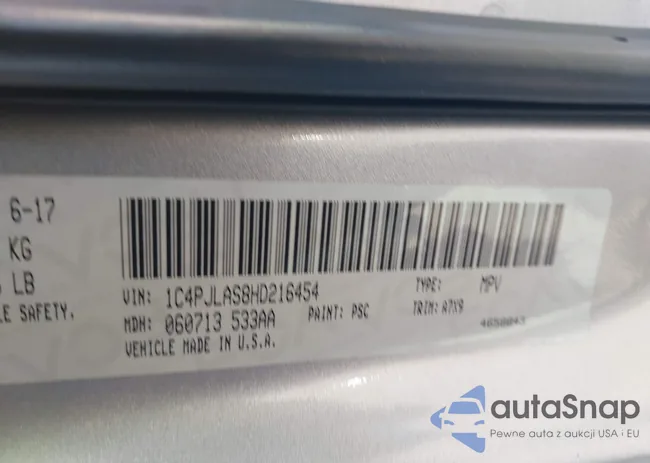 6-17
KG
LB
LE SAFETY.
VIN: 1C4PJLAS8HD216454
TYPE: MPV
MDH: 060713 533AA
PAINT: PSC
TRIM: A7X9
VEHICLE MADE IN U.S.A.
autaSnap
Pewne auta z aukcji USA i EU